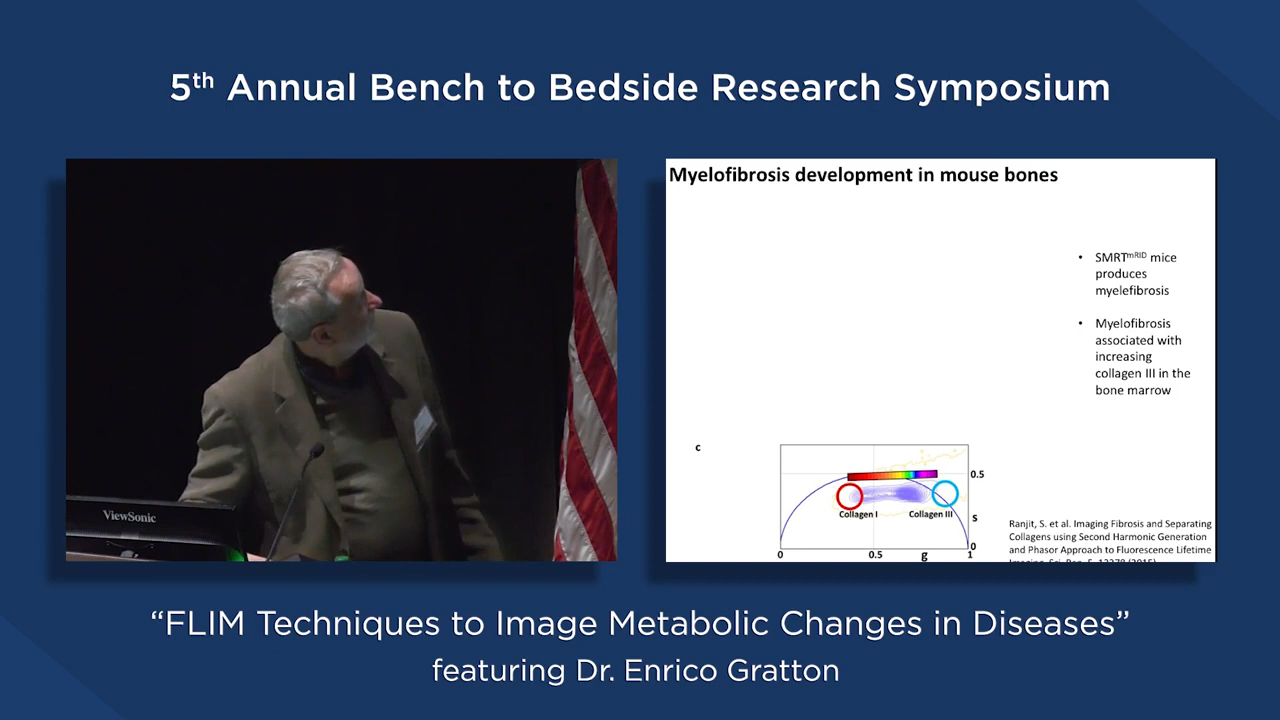 5th Annual Bench to Bedside Research Symposium
ViewSonic
Myelofibrosis development in mouse bones
• SMRTmRID mice
produces
myelefibrosis
• Myelofibrosis
associated with
increasing
collagen III in the
bone marrow
c
0.5
Collagen I
Collagen III
S
0
0
0.5
g
1
Ranjit, S. et al. Imaging Fibrosis and Separating
Collagens using Second Harmonic Generation
and Phasor Approach to Fluorescence Lifetime
“FLIM Techniques to Image Metabolic Changes in Diseases”
featuring Dr. Enrico Gratton